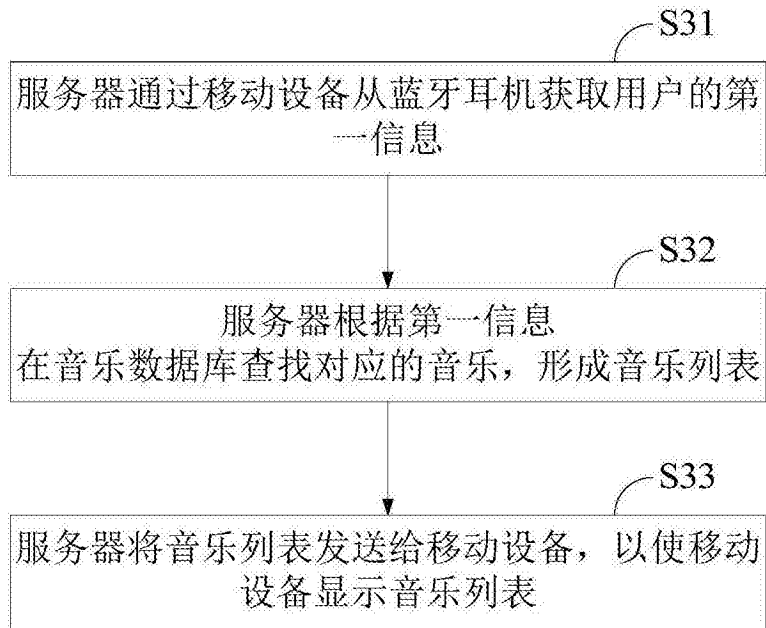 S31
服务器通过移动设备从蓝牙耳机获取用户的第
一信息
S32
服务器根据第一信息
在音乐数据库查找对应的音乐，形成音乐列表
S33
服务器将音乐列表发送给移动设备，以使移动
设备显示音乐列表